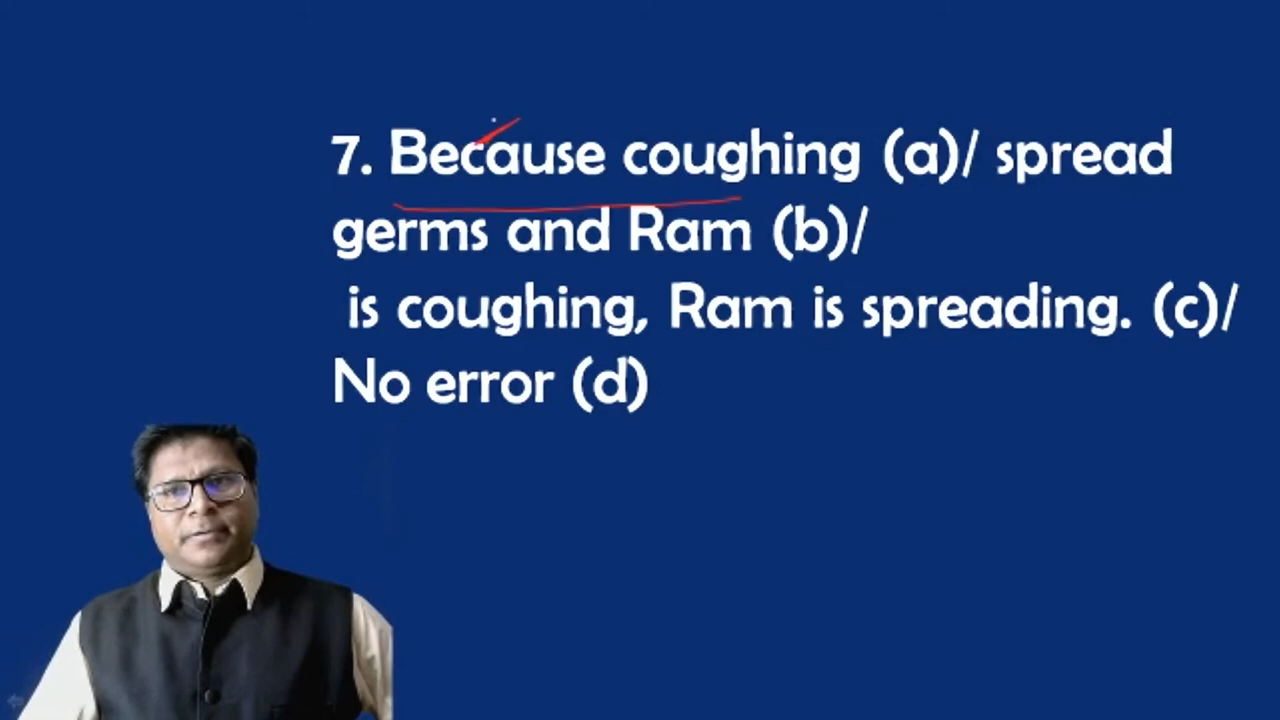 7. Because coughing (a)/ spread
germs and Ram (b)/
is coughing, Ram is spreading. (c)/
No error (d)